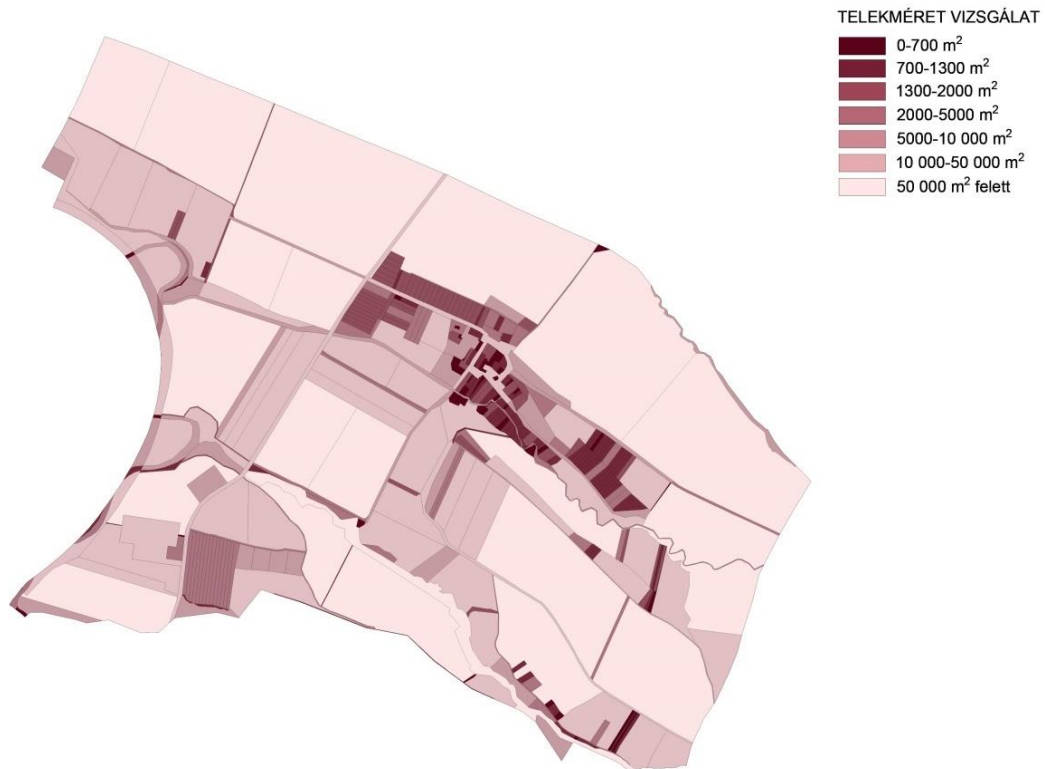 TELEKMÉRET VIZSGÁLAT
0-700 m²
700-1300 m²
1300-2000 m²
2000-5000 m²
5000-10 000 m²
10 000-50 000 m²
50 000 m² felett